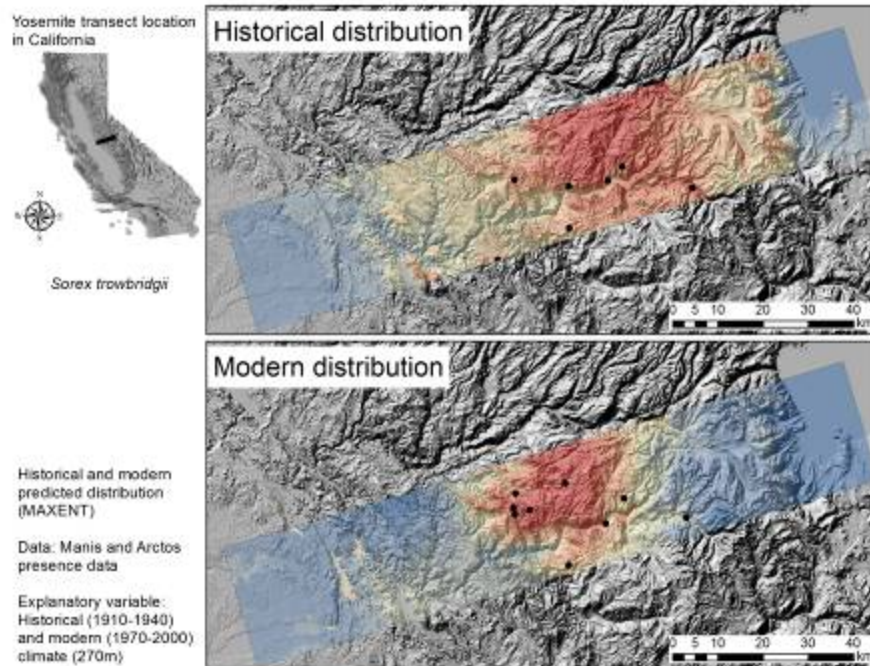 Yosemite transect location
in California
Sorex trowbridgii
Historical distribution
0 5 10 20 30 40
km
Modern distribution
0 5 10 20 30 40
km
Historical and modern
predicted distribution
(MAXENT)
Data: Manis and Arctos
presence data
Explanatory variable:
Historical (1910-1940)
and modern (1970-2000)
climate (270m)